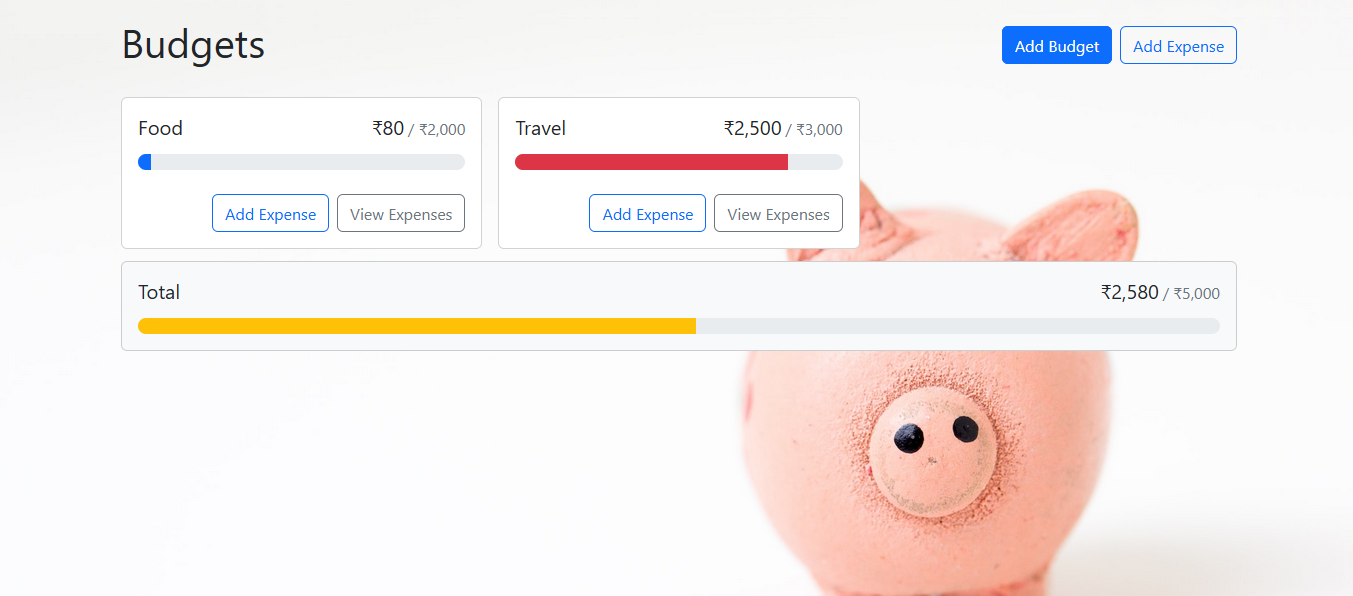 Budgets
Add Budget Add Expense
Food ₹80 / ₹2,000
Add Expense View Expenses
Travel ₹2,500 / ₹3,000
Add Expense View Expenses
Total ₹2,580 / ₹5,000